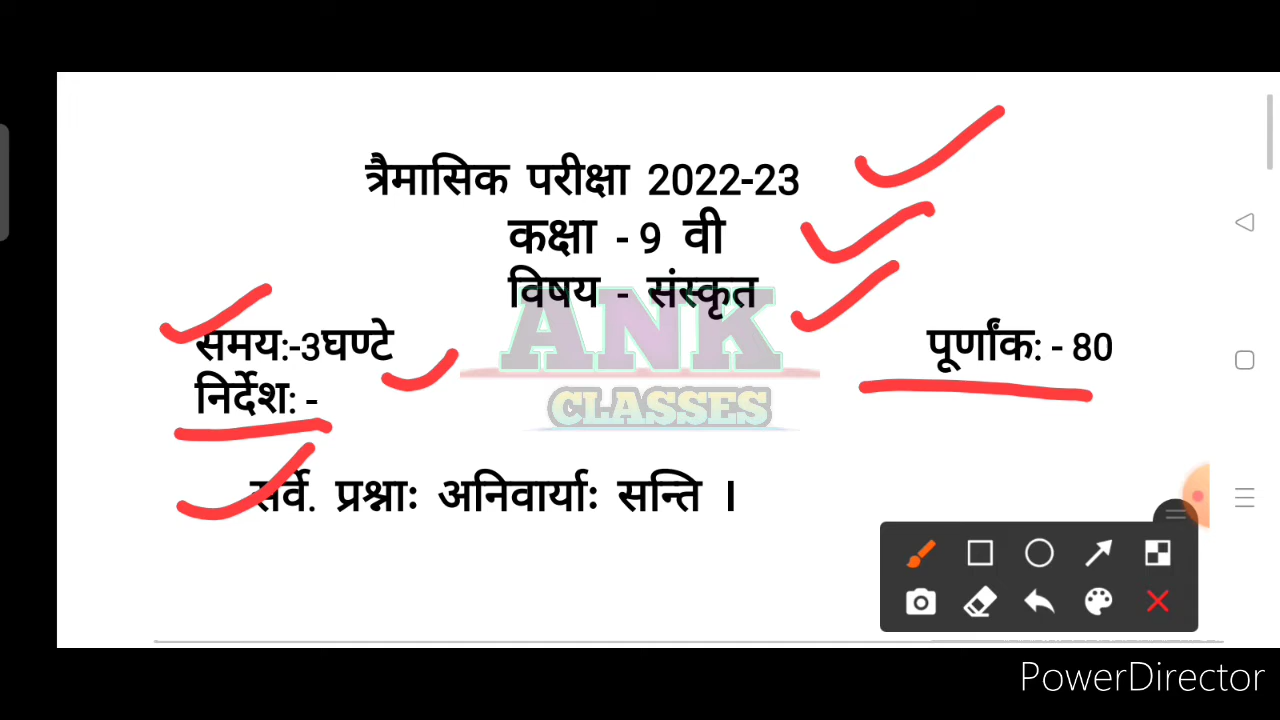 त्रैमासिक परीक्षा 2022-23
कक्षा - 9 वी
विषय - संस्कृत
ANK
CLASSES
समय:-3घण्टे
पूर्णांक: - 80
निर्देश: -
सर्वे. प्रश्नाः अनिवार्याः सन्ति ।
PowerDirector